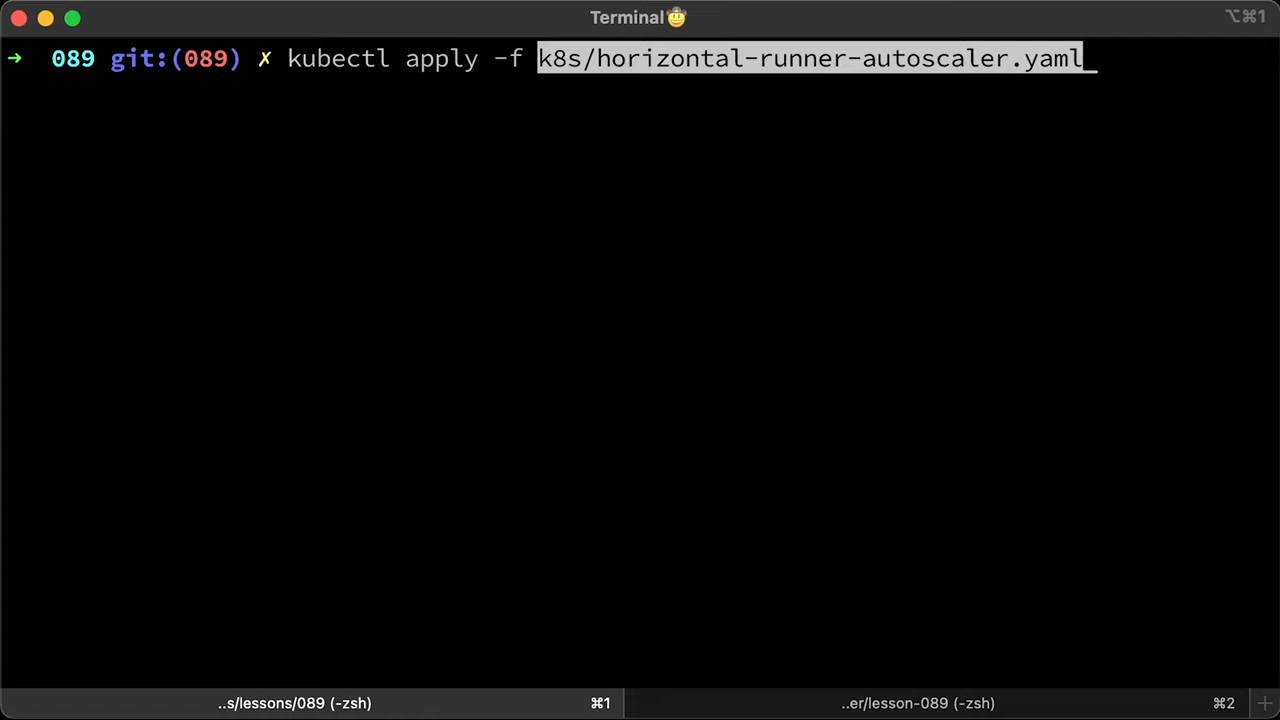 Terminal🤠 ⌥⌘1
→ 089 git:(089) ✗ kubectl apply -f k8s/horizontal-runner-autoscaler.yaml_
..s/lessons/089 (-zsh) ⌘1 ..er/lesson-089 (-zsh) ⌘2 +